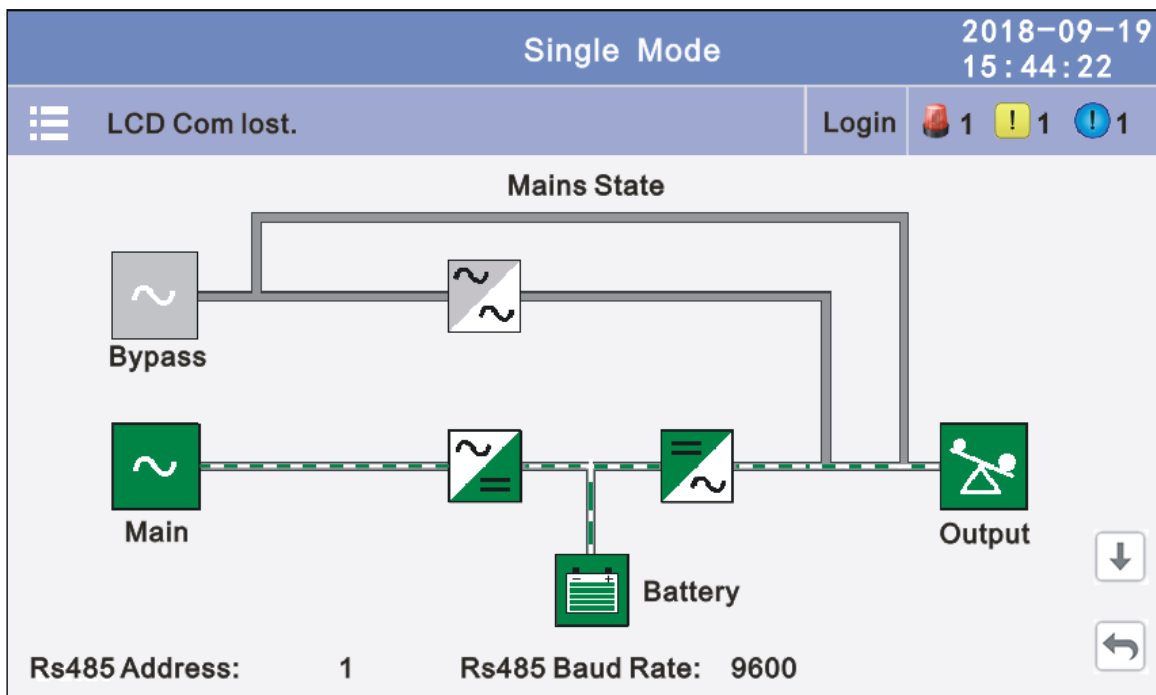 Single Mode
2018-09-19
15:44:22
LCD Com lost.
Login
1
! 1
! 1
Mains State
Bypass
Main
Output
Battery
Rs485 Address: 1
Rs485 Baud Rate: 9600